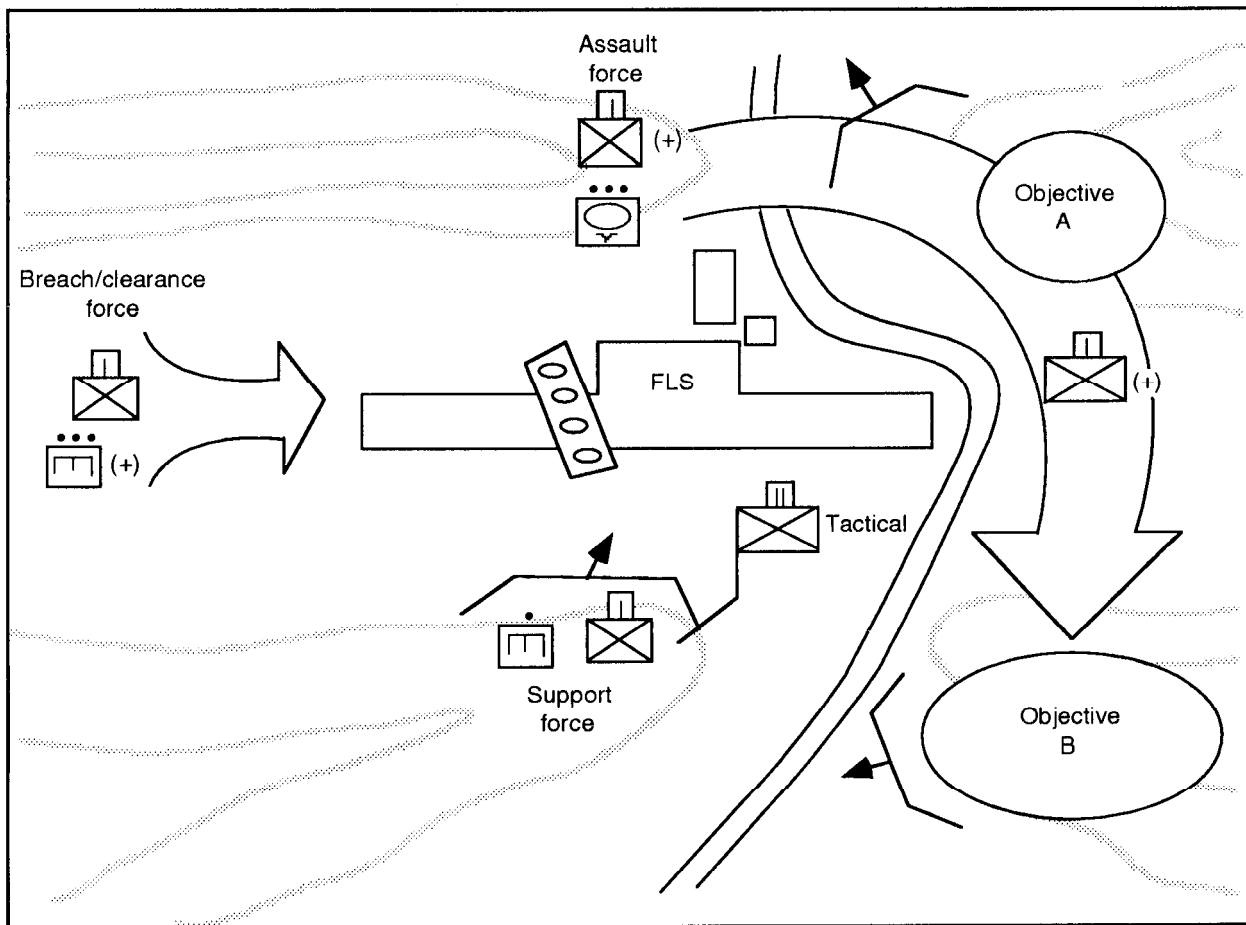 Assault
force
(+)
Objective
A
Breach/clearance
force
(+)
FLS
(+)
Tactical
Support
force
Objective
B